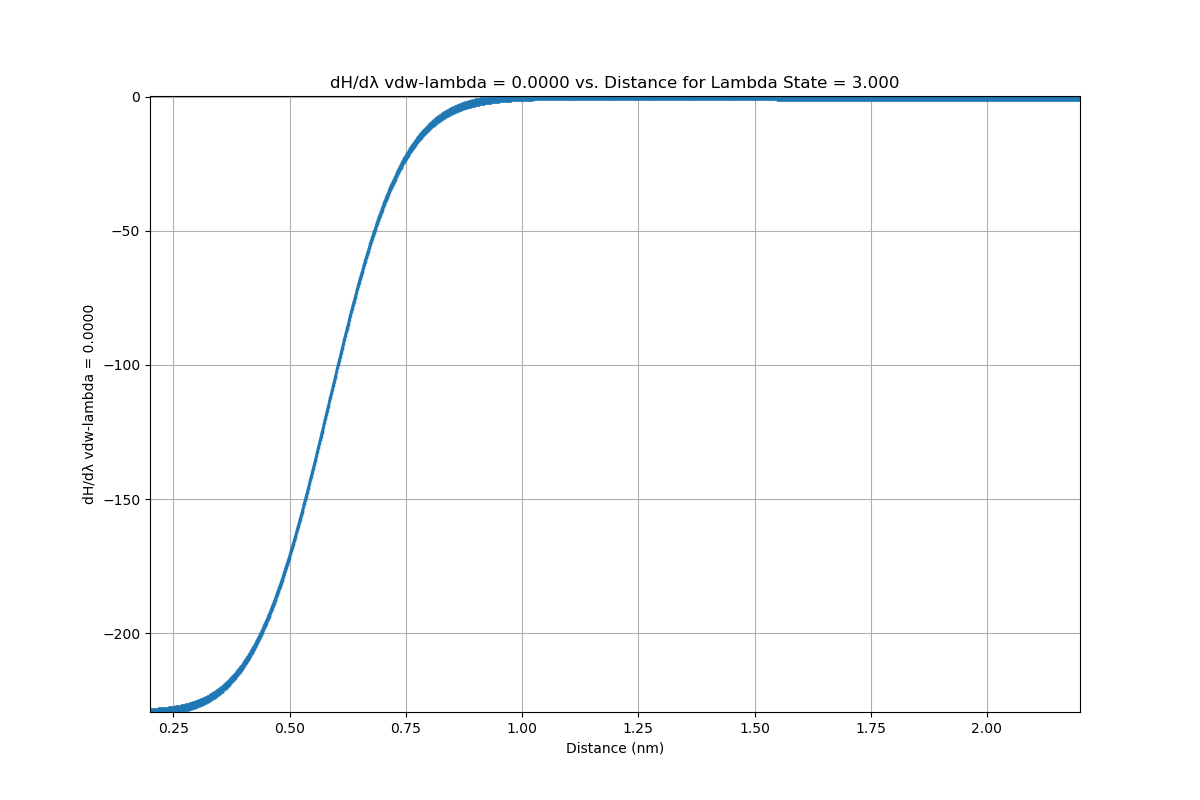 dH/dλ vdw-lambda = 0.0000 vs. Distance for Lambda State = 3.000
dH/dλ vdw-lambda = 0.0000
0
−50
−100
−150
−200
0.25 0.50 0.75 1.00 1.25 1.50 1.75 2.00
Distance (nm)